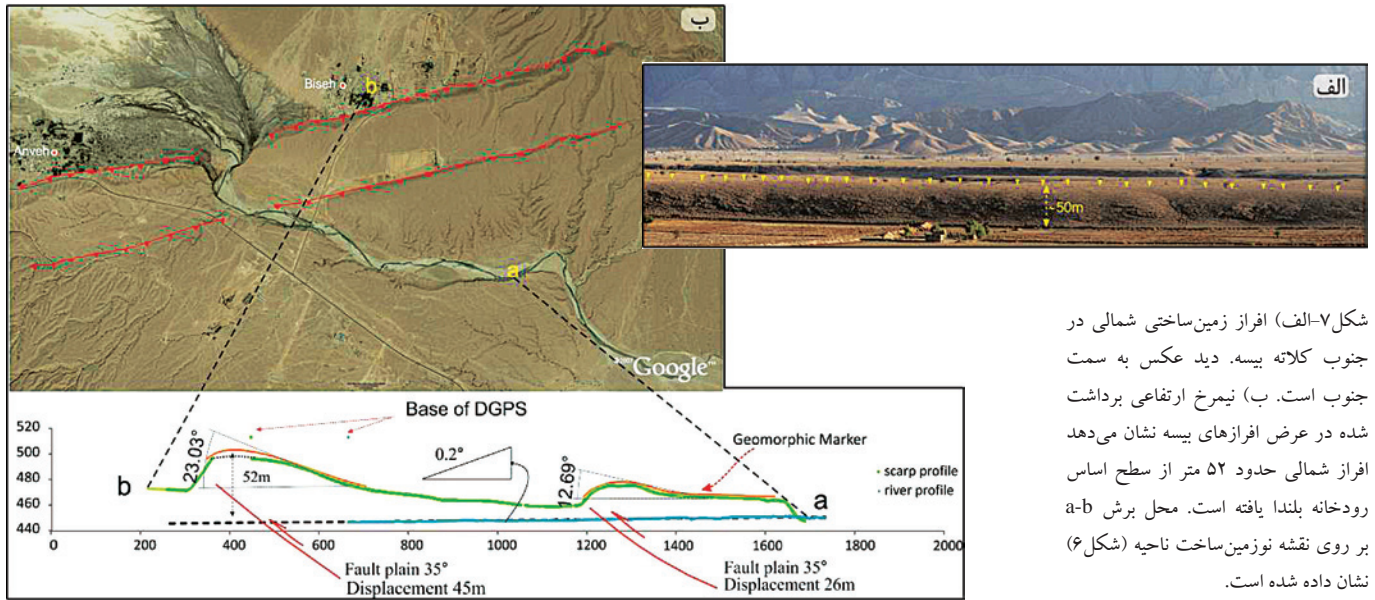 ب
Biseh
b
Anveh
a
Google
الف
~50m
شکل۷-الف) افراز زمین‌ساختی شمالی در
جنوب کلاته بیسه. دید عکس به سمت
جنوب است. ب) نیمرخ ارتفاعی برداشت
شده در عرض افرازهای بیسه نشان می‌دهد
افراز شمالی حدود ۵۲ متر از سطح اساس
رودخانه بلندا یافته است. محل برش a-b
بر روی نقشه نوزمین‌ساخت ناحیه (شکل۶)
نشان داده شده است.
Base of DGPS
520
500
480
460
440
23.03°
52m
0.2°
12.69°
Geomorphic Marker
scarp profile
river profile
b
a
0 200 400 600 800 1000 1200 1400 1600 1800 2000
Fault plain 35°
Displacement 45m
Fault plain 35°
Displacement 26m